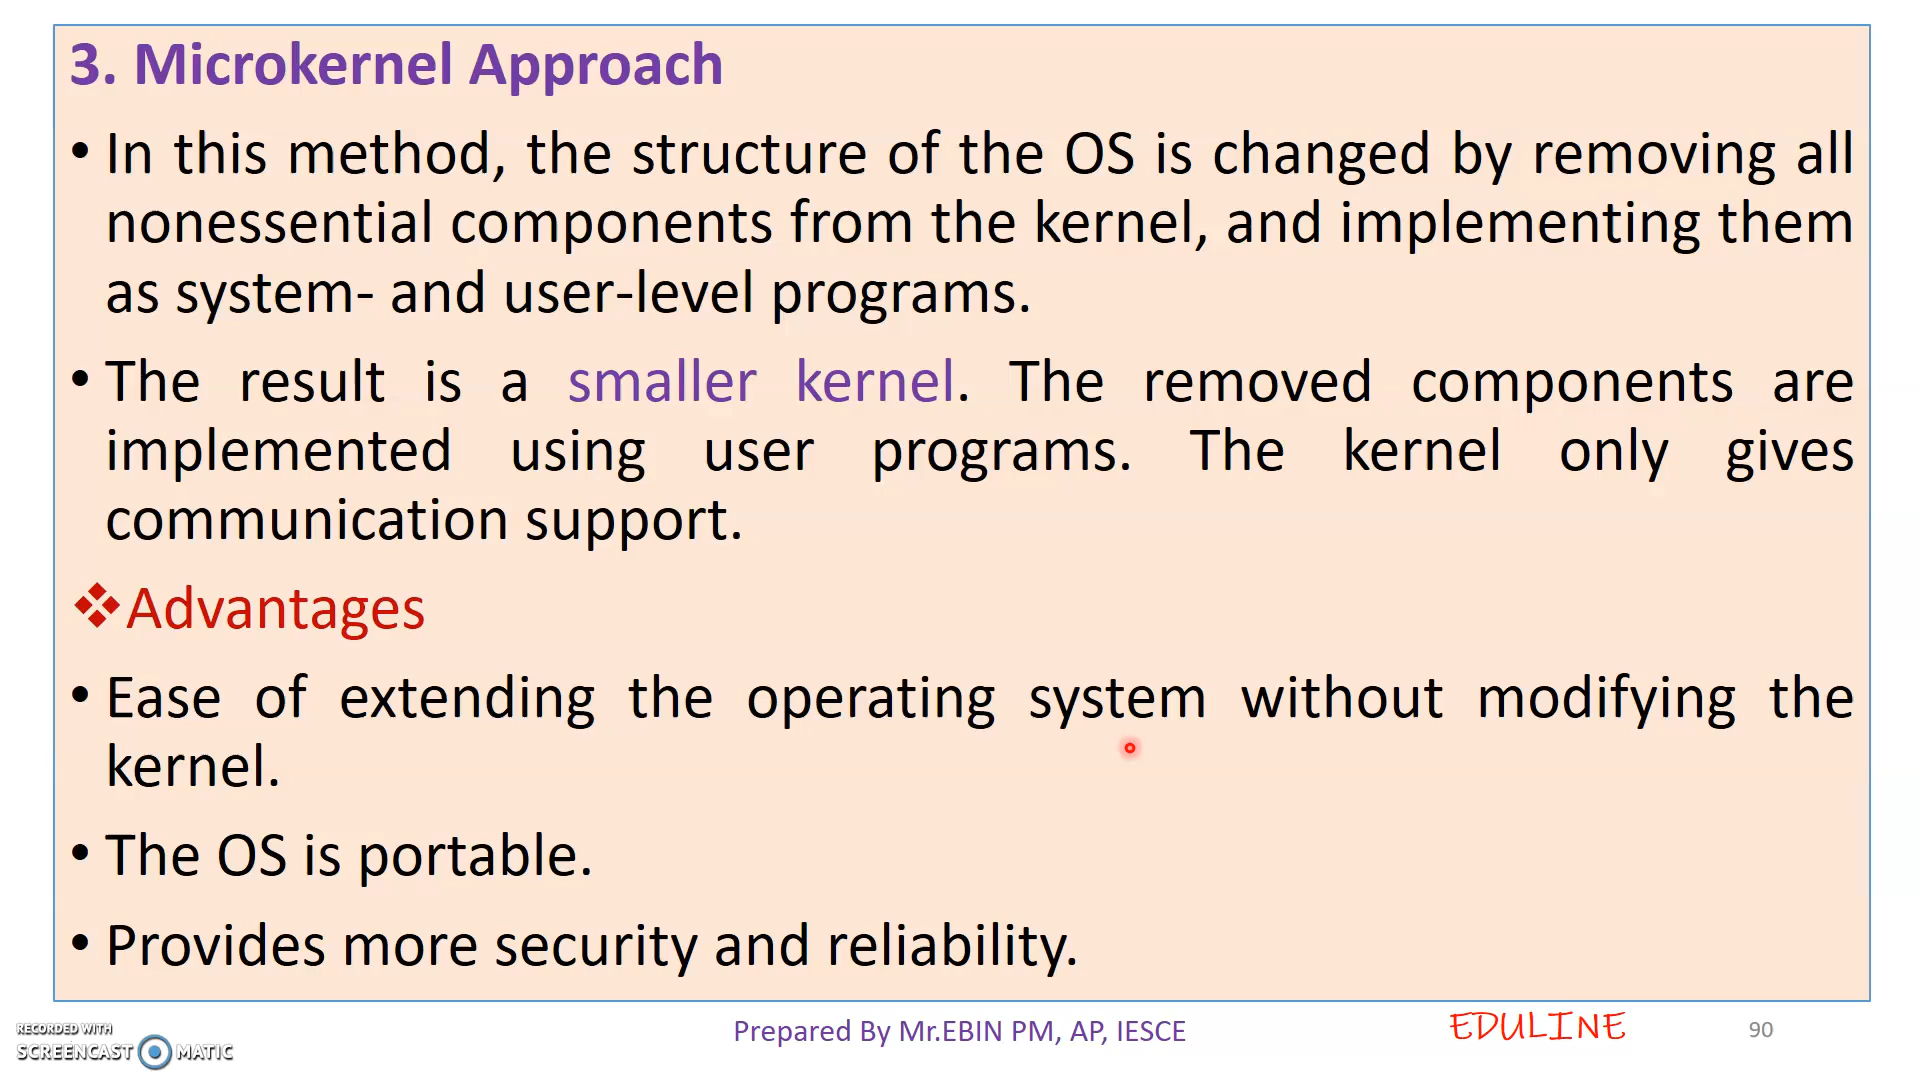 3. Microkernel Approach
• In this method, the structure of the OS is changed by removing all
nonessential components from the kernel, and implementing them
as system- and user-level programs.
• The result is a smaller kernel. The removed components are
implemented using user programs. The kernel only gives
communication support.
❖Advantages
• Ease of extending the operating system without modifying the
kernel.
• The OS is portable.
• Provides more security and reliability.
RECORDED WITH
SCREENCAST MATIC
Prepared By Mr.EBIN PM, AP, IESCE
EDULINE
90